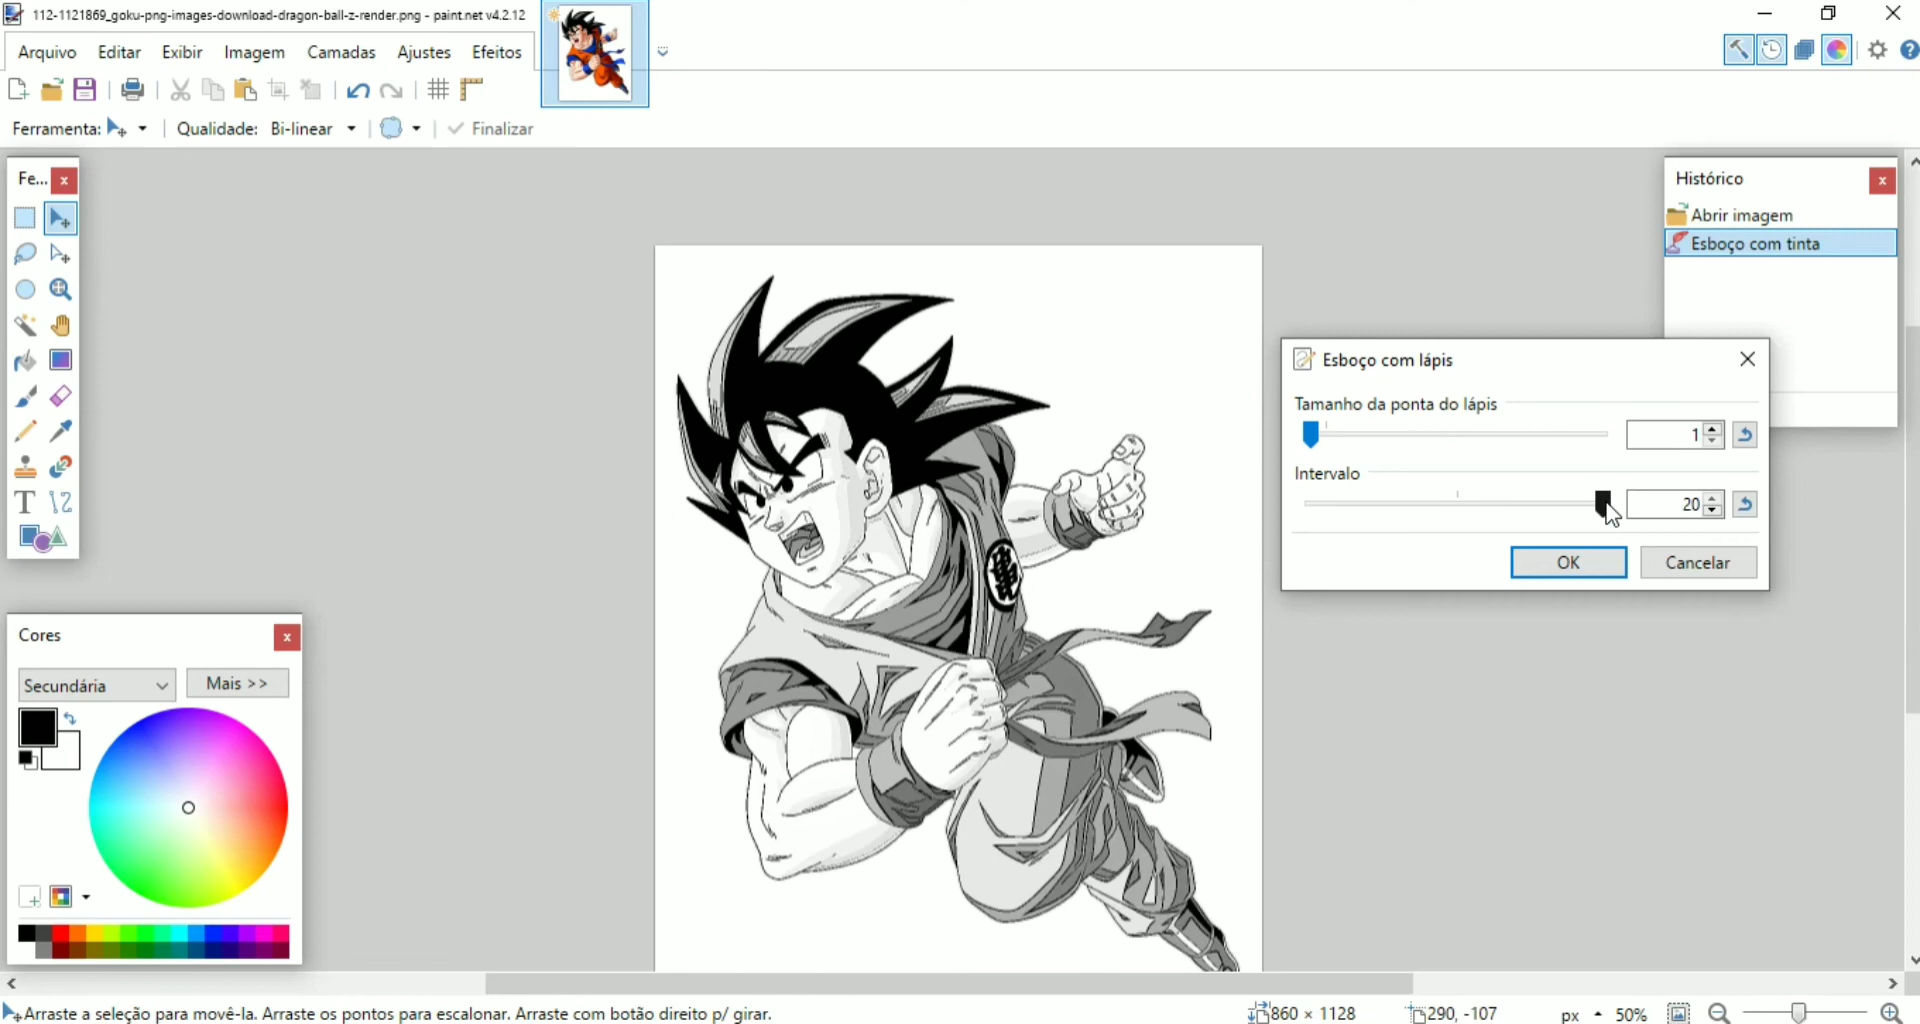 112-1121869_goku-png-images-download-dragon-ball-z-render.png - paint.net v4.2.12
Arquivo Editar Exibir Imagem Camadas Ajustes Efeitos
Ferramenta: Qualidade: Bi-linear Finalizar
Fe...
Histórico
Abrir imagem
Esboço com tinta
Esboço com lápis
Tamanho da ponta do lápis
1
Intervalo
20
OK Cancelar
Cores
Secundária Mais >>
Arraste a seleção para movê-la. Arraste os pontos para escalonar. Arraste com botão direito p/ girar.
860 × 1128 290, -107 px 50%